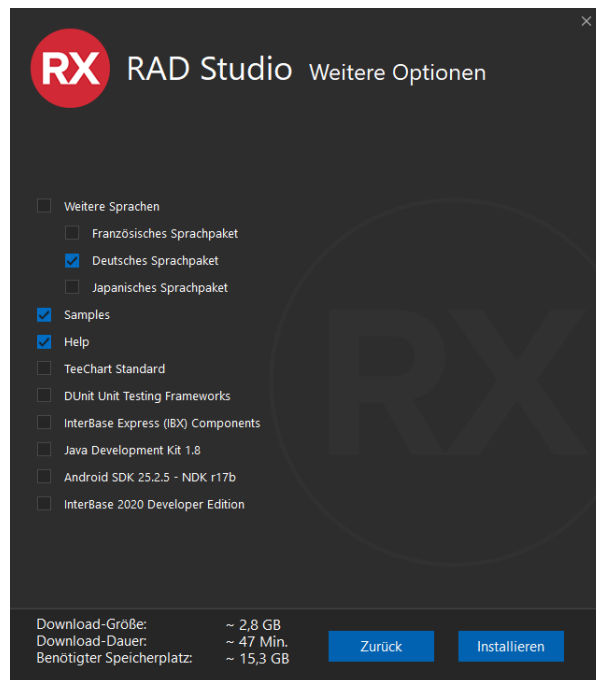 RX RAD Studio Weitere Optionen
Weitere Sprachen
Französisches Sprachpaket
Deutsches Sprachpaket
Japanisches Sprachpaket
Samples
Help
TeeChart Standard
DUnit Unit Testing Frameworks
InterBase Express (IBX) Components
Java Development Kit 1.8
Android SDK 25.2.5 - NDK r17b
InterBase 2020 Developer Edition
RX
Download-Größe: ~ 2,8 GB
Download-Dauer: ~ 47 Min.
Benötigter Speicherplatz: ~ 15,3 GB
Zurück
Installieren